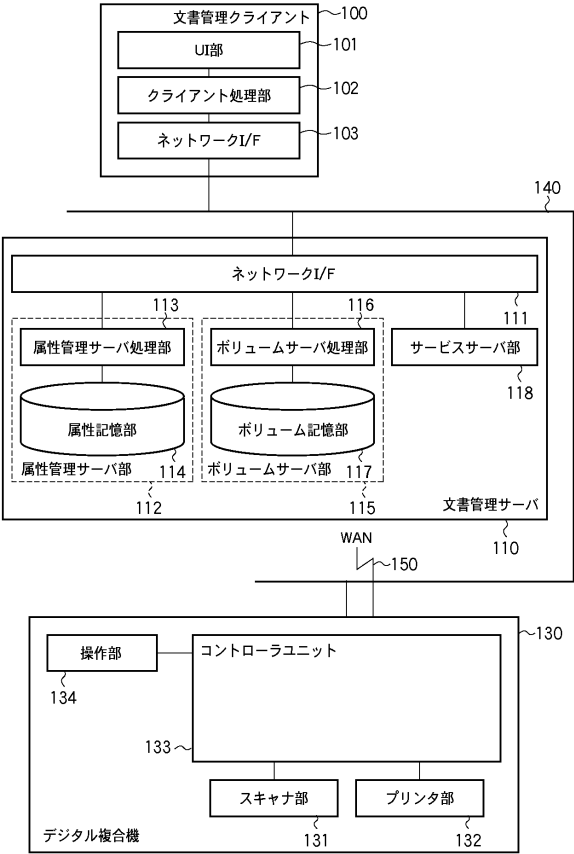 文書管理クライアント
100
UI部
101
クライアント処理部
102
ネットワークI/F
103
140
ネットワークI/F
111
113
属性管理サーバ処理部
属性記憶部
114
属性管理サーバ部
112
116
ボリュームサーバ処理部
ボリューム記憶部
117
ボリュームサーバ部
115
サービスサーバ部
118
文書管理サーバ
110
WAN
150
130
操作部
134
コントローラユニット
133
スキャナ部
131
プリンタ部
132
デジタル複合機